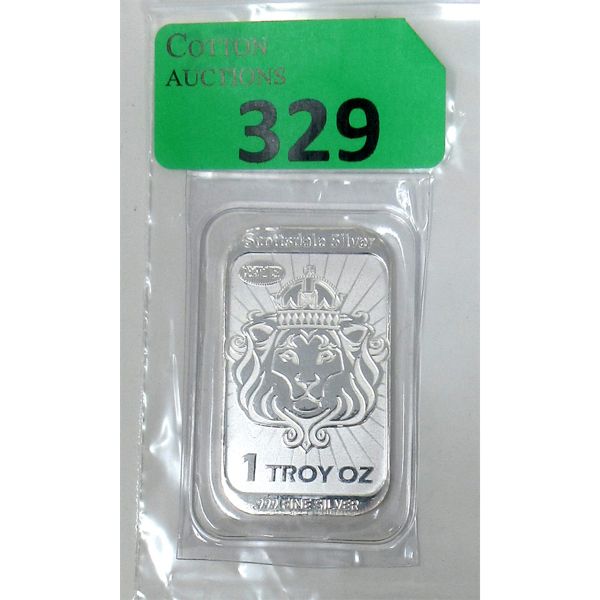 COTTON
AUCTIONS
329
Scottsdale Silver
1 TROY OZ
.999 FINE SILVER